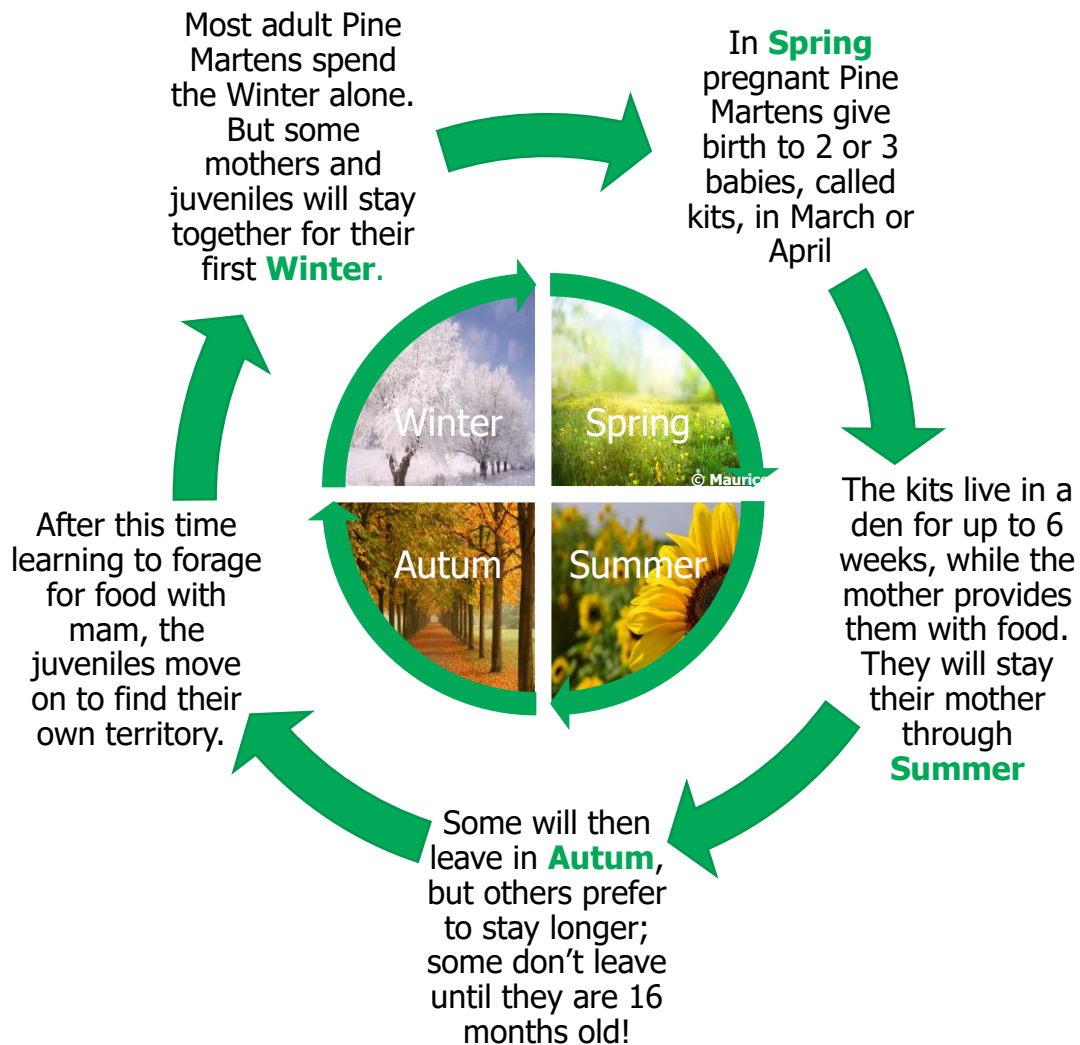 Most adult Pine
Martens spend
the Winter alone.
But some
mothers and
juveniles will stay
together for their
first Winter.
In Spring
pregnant Pine
Martens give
birth to 2 or 3
babies, called
kits, in March or
April
The kits live in a
den for up to 6
weeks, while the
mother provides
them with food.
They will stay
their mother
through
Summer
Some will then
leave in Autum,
but others prefer
to stay longer;
some don’t leave
until they are 16
months old!
After this time
learning to forage
for food with
mam, the
juveniles move
on to find their
own territory.
Winter
Spring
© Maurice
Autum
Summer